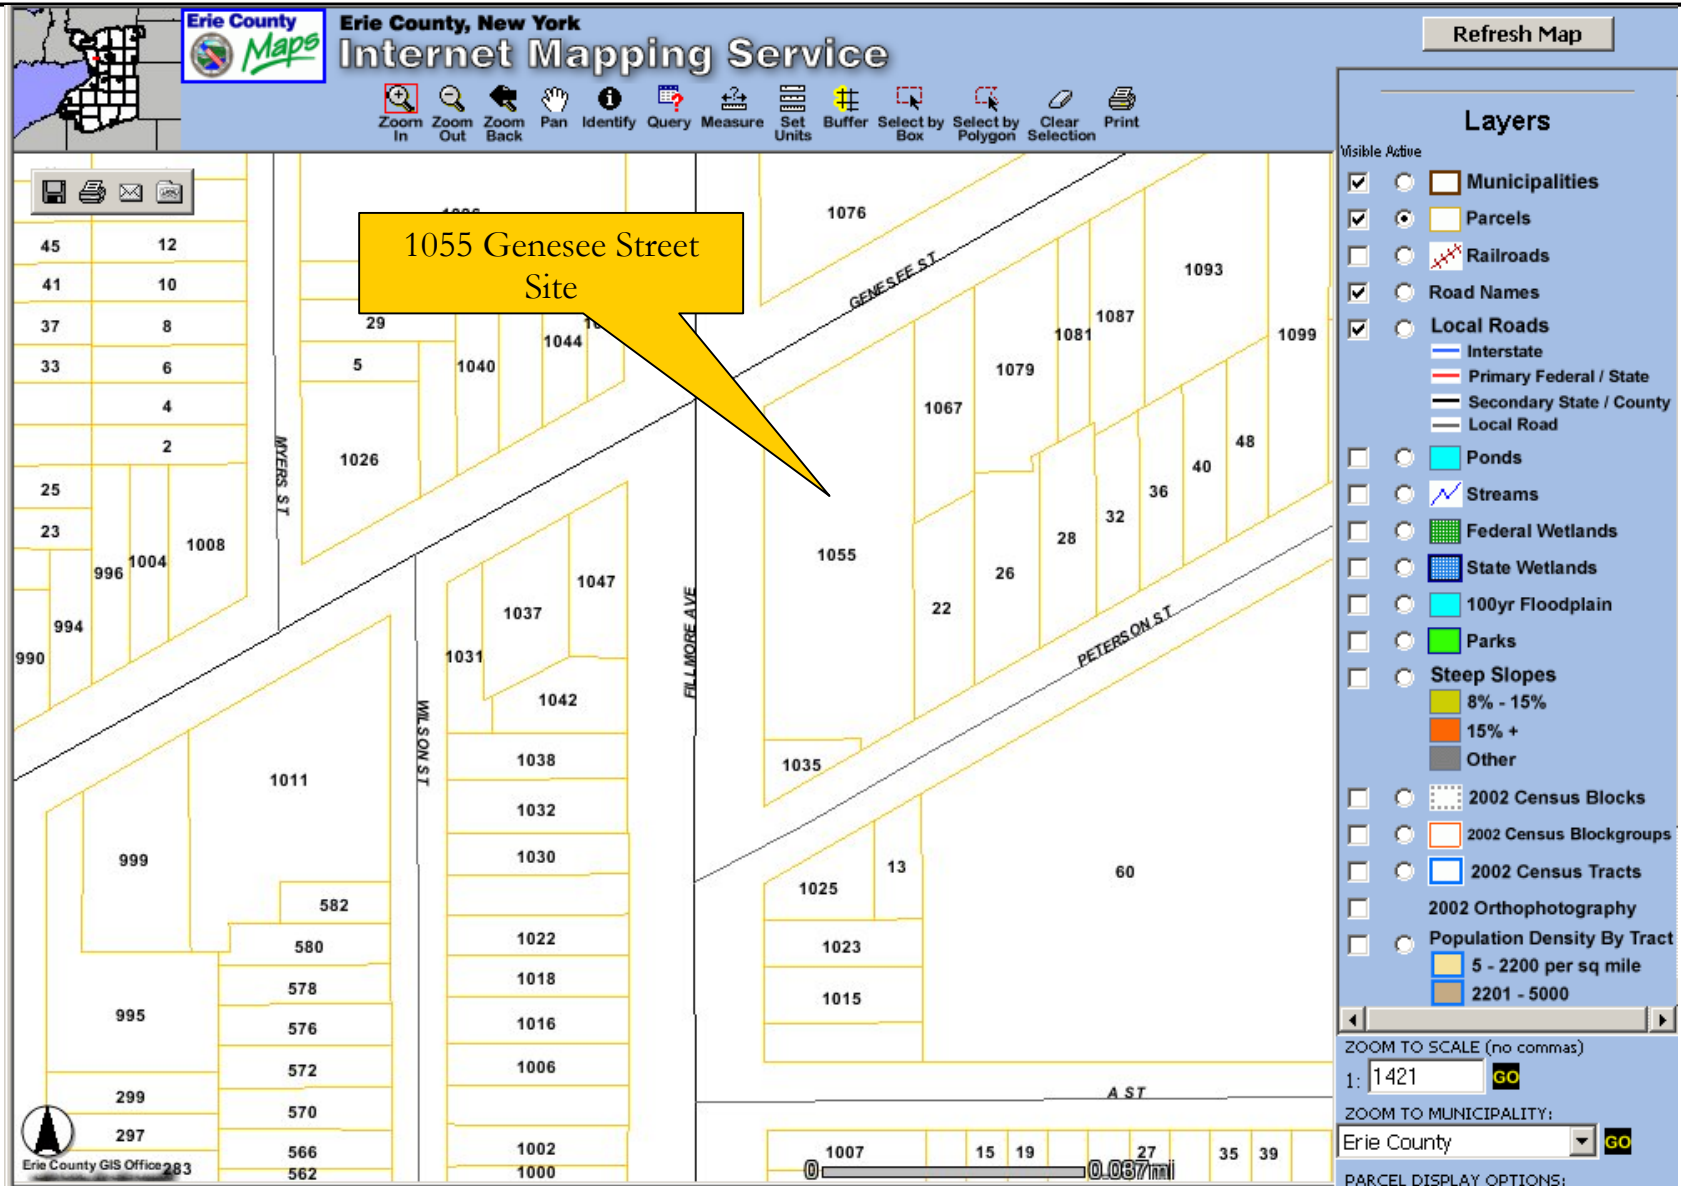 Erie County
Maps
Erie County, New York
Internet Mapping Service
Refresh Map
Zoom In
Zoom Out
Zoom Back
Pan
Identify
Query
Measure
Set Units
Buffer
Select by Box
Select by Polygon
Clear Selection
Print
1055 Genesee Street
Site
45
12
41
10
37
8
33
6
4
2
25
23
996
1004
1008
994
990
29
5
1026
1040
1044
1076
GENESEE ST
1093
1087
1081
1099
1079
1067
48
40
36
32
28
26
22
1055
1035
MYERS ST
WILSON ST
FILLMORE AVE
PETERSON ST
1047
1037
1031
1042
1038
1032
1030
1022
1018
1016
1006
1002
1000
1011
999
582
580
578
576
572
570
566
562
995
299
297
283
1025
13
60
1023
1015
A ST
1007
15
19
27
35
39
0
0.087mi
Erie County GIS Office
Layers
Visible Active
Municipalities
Parcels
Railroads
Road Names
Local Roads
Interstate
Primary Federal / State
Secondary State / County
Local Road
Ponds
Streams
Federal Wetlands
State Wetlands
100yr Floodplain
Parks
Steep Slopes
8% - 15%
15% +
Other
2002 Census Blocks
2002 Census Blockgroups
2002 Census Tracts
2002 Orthophotography
Population Density By Tract
5 - 2200 per sq mile
2201 - 5000
ZOOM TO SCALE (no commas)
1: 1421 GO
ZOOM TO MUNICIPALITY:
Erie County GO
PARCEL DISPLAY OPTIONS: